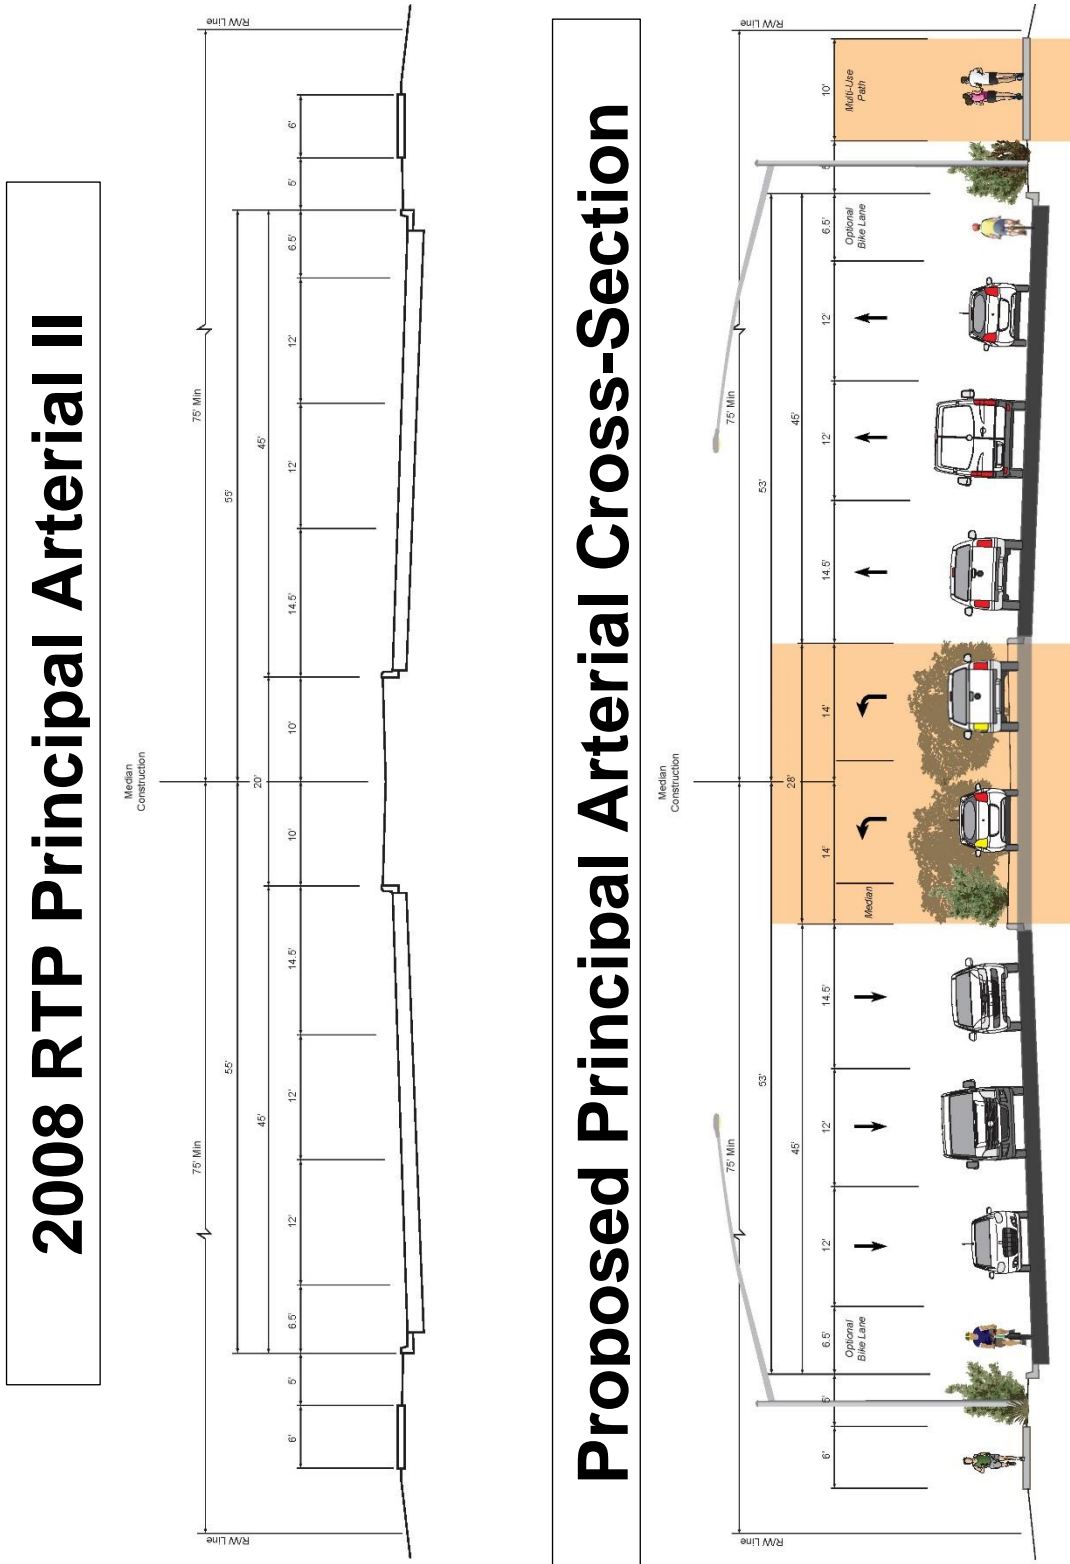 2008 RTP Principal Arterial III
Median
Construction
R/W Line 75' Min 75' Min R/W Line
55' 55'
45' 20' 45'
6' 5' 6.5' 12' 12' 14.5' 10' 10' 14.5' 12' 12' 6.5' 5' 6'
Proposed Principal Arterial Cross-Section
Median
Construction
R/W Line 75' Min 75' Min R/W Line
53' 53'
45' 28' 45'
6' 6.5' 12' 12' 14.5' 14' 14' 14.5' 12' 12' 6.5' 10'
Optional
Bike Lane
Median
Optional
Bike Lane
Multi-Use
Path